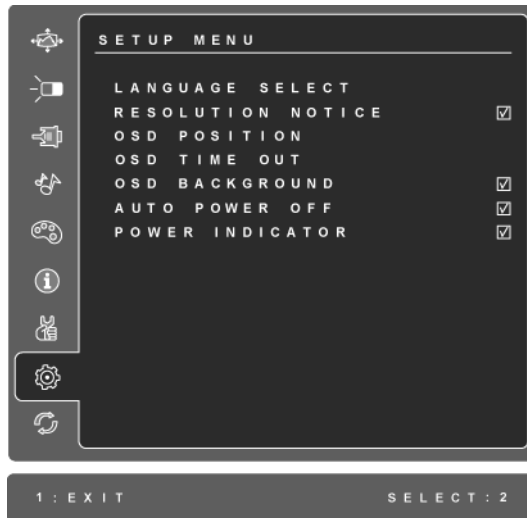 SETUP MENU
LANGUAGE SELECT
RESOLUTION NOTICE
OSD POSITION
OSD TIME OUT
OSD BACKGROUND
AUTO POWER OFF
POWER INDICATOR
1:EXIT SELECT:2